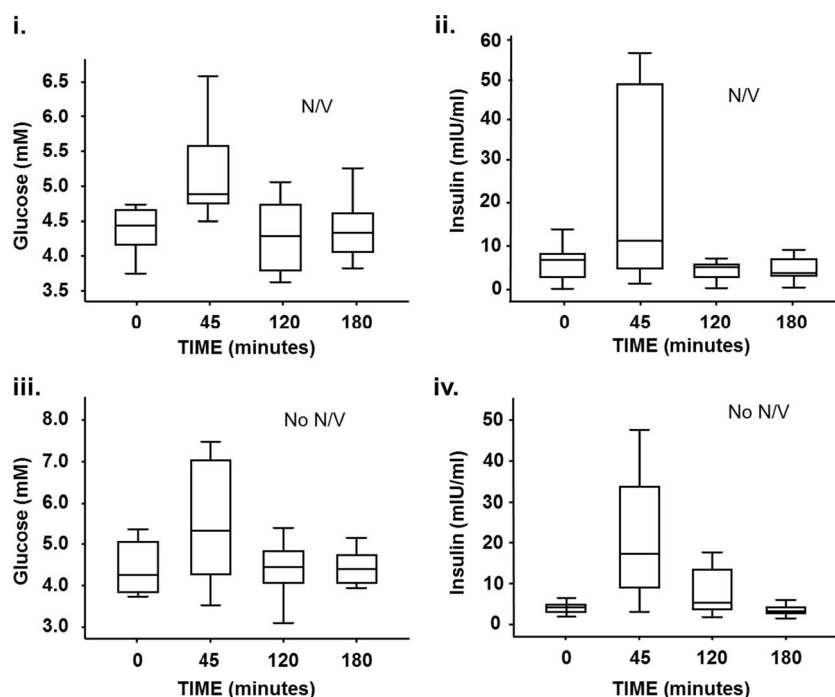 i.
Glucose (mM)
6.5
6.0
5.5
5.0
4.5
4.0
3.5
N/V
0 45 120 180
TIME (minutes)
ii.
Insulin (mIU/ml)
60
50
40
30
20
10
0
N/V
0 45 120 180
TIME (minutes)
iii.
Glucose (mM)
8.0
7.0
6.0
5.0
4.0
3.0
No N/V
0 45 120 180
TIME (minutes)
iv.
Insulin (mIU/ml)
50
40
30
20
10
0
No N/V
0 45 120 180
TIME (minutes)